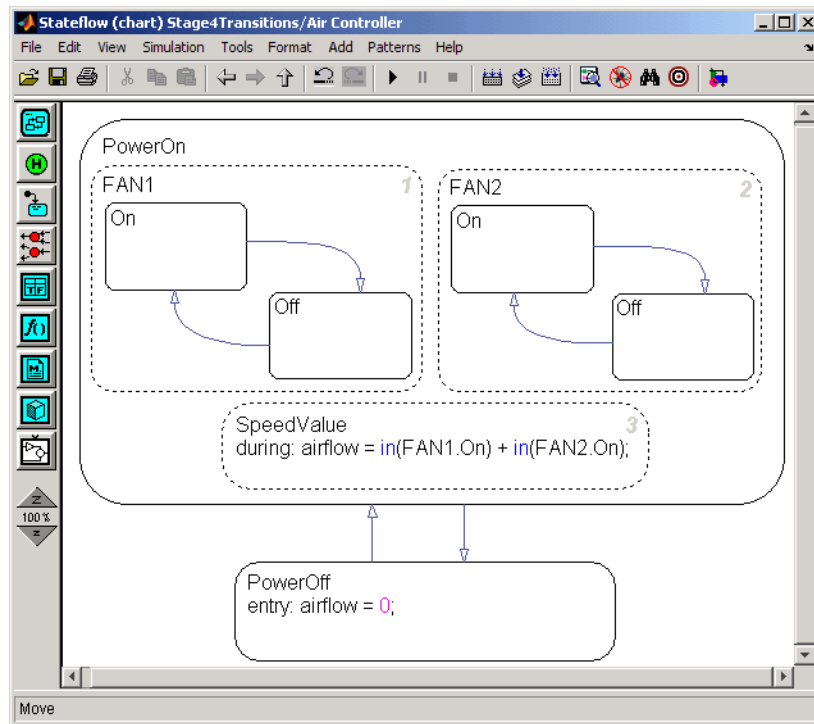 Stateflow (chart) Stage4Transitions/Air Controller
File Edit View Simulation Tools Format Add Patterns Help
PowerOn
FAN1 1
On
Off
FAN2 2
On
Off
SpeedValue 3
during: airflow = in(FAN1.On) + in(FAN2.On);
PowerOff
entry: airflow = 0;
H
TF
f()
M
Z
100 %
z
Move